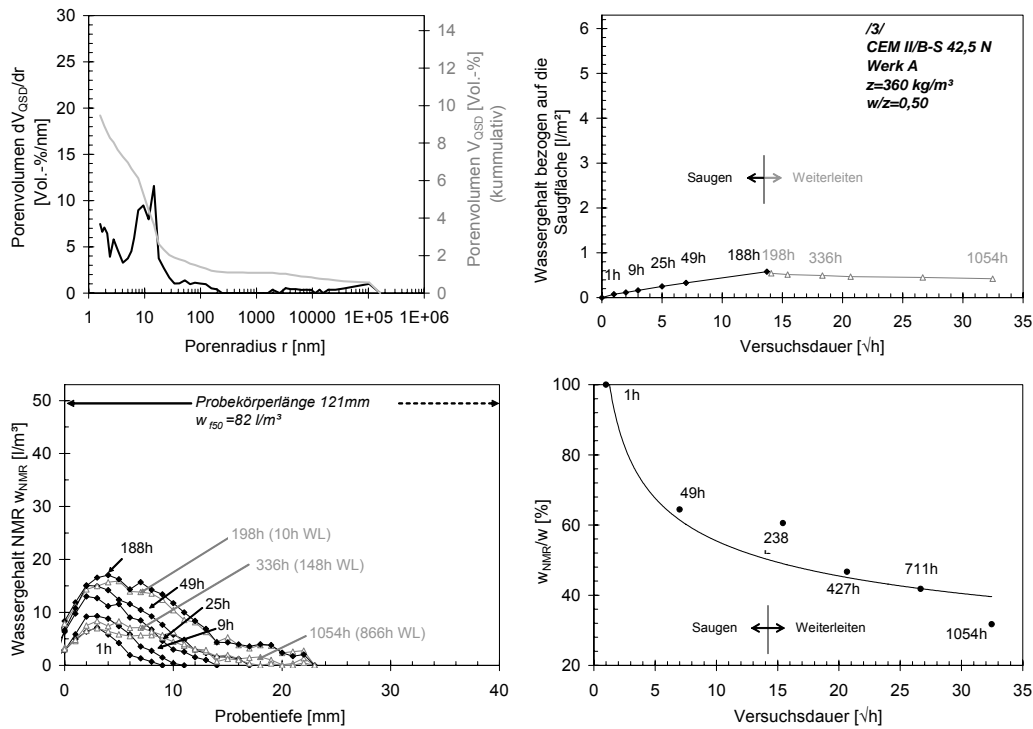 Porenvolumen dV_QSD/dr
[Vol.-%/nm]
30
25
20
15
10
5
0
1 10 100 1000 10000 1E+05 1E+06
Porenradius r [nm]
14
12
10
8
6
4
2
0
Porenvolumen V_QSD [Vol.-%]
(kummulativ)
Wassergehalt bezogen auf die
Saugfläche [l/m²]
6
5
4
3
2
1
0
/3/
CEM II/B-S 42,5 N
Werk A
z=360 kg/m³
w/z=0,50
Saugen Weiterleiten
1h 9h 25h 49h 188h 198h 336h 1054h
0 5 10 15 20 25 30 35
Versuchsdauer [√h]
Wassergehalt NMR w_NMR [l/m³]
50
40
30
20
10
0
Probekörperlänge 121mm
w_f50 =82 l/m³
198h (10h WL)
188h
336h (148h WL)
49h
25h
9h
1054h (866h WL)
1h
0 10 20 30 40
Probentiefe [mm]
w_NMR/w [%]
100
80
60
40
20
1h
49h
238
427h
711h
1054h
Saugen Weiterleiten
0 5 10 15 20 25 30 35
Versuchsdauer [√h]